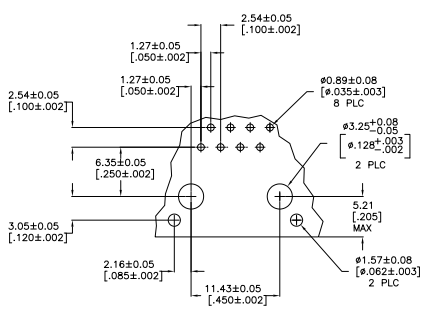 2.54±0.05
[.100±.002]
1.27±0.05
[.050±.002]
1.27±0.05
[.050±.002]
2.54±0.05
[.100±.002]
ø0.89±0.08
[ø.035±.003]
8 PLC
ø3.25+0.08-0.05
[ø.128+.003-.002]
2 PLC
6.35±0.05
[.250±.002]
5.21
[.205]
MAX
3.05±0.05
[.120±.002]
2.16±0.05
[.085±.002]
11.43±0.05
[.450±.002]
ø1.57±0.08
[ø.062±.003]
2 PLC